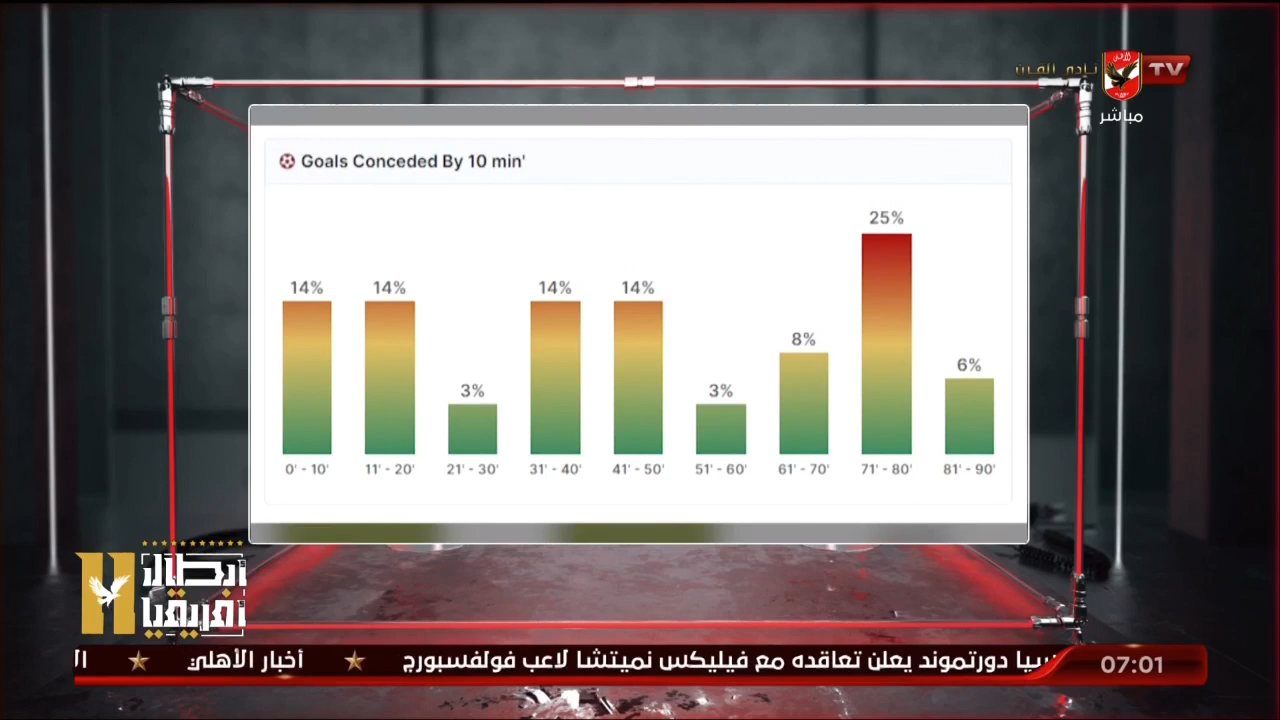 نادي القرن
TV
مباشر
Goals Conceded By 10 min'
25%
14% 14% 14% 14%
8%
6%
3% 3%
0' - 10' 11' - 20' 21' - 30' 31' - 40' 41' - 50' 51' - 60' 61' - 70' 71' - 80' 81' - 90'
أبطال
أفريقيا
دورتموند يعلن تعاقده مع فيليكس نميتشا لاعب فولفسبورج ★ أخبار الأهلي ★
07:01